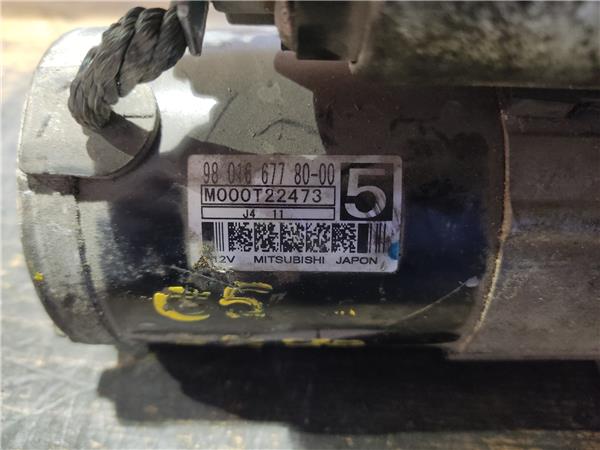 98 016 677 80-00
M000T22473
5
J4 11
12V MITSUBISHI JAPON